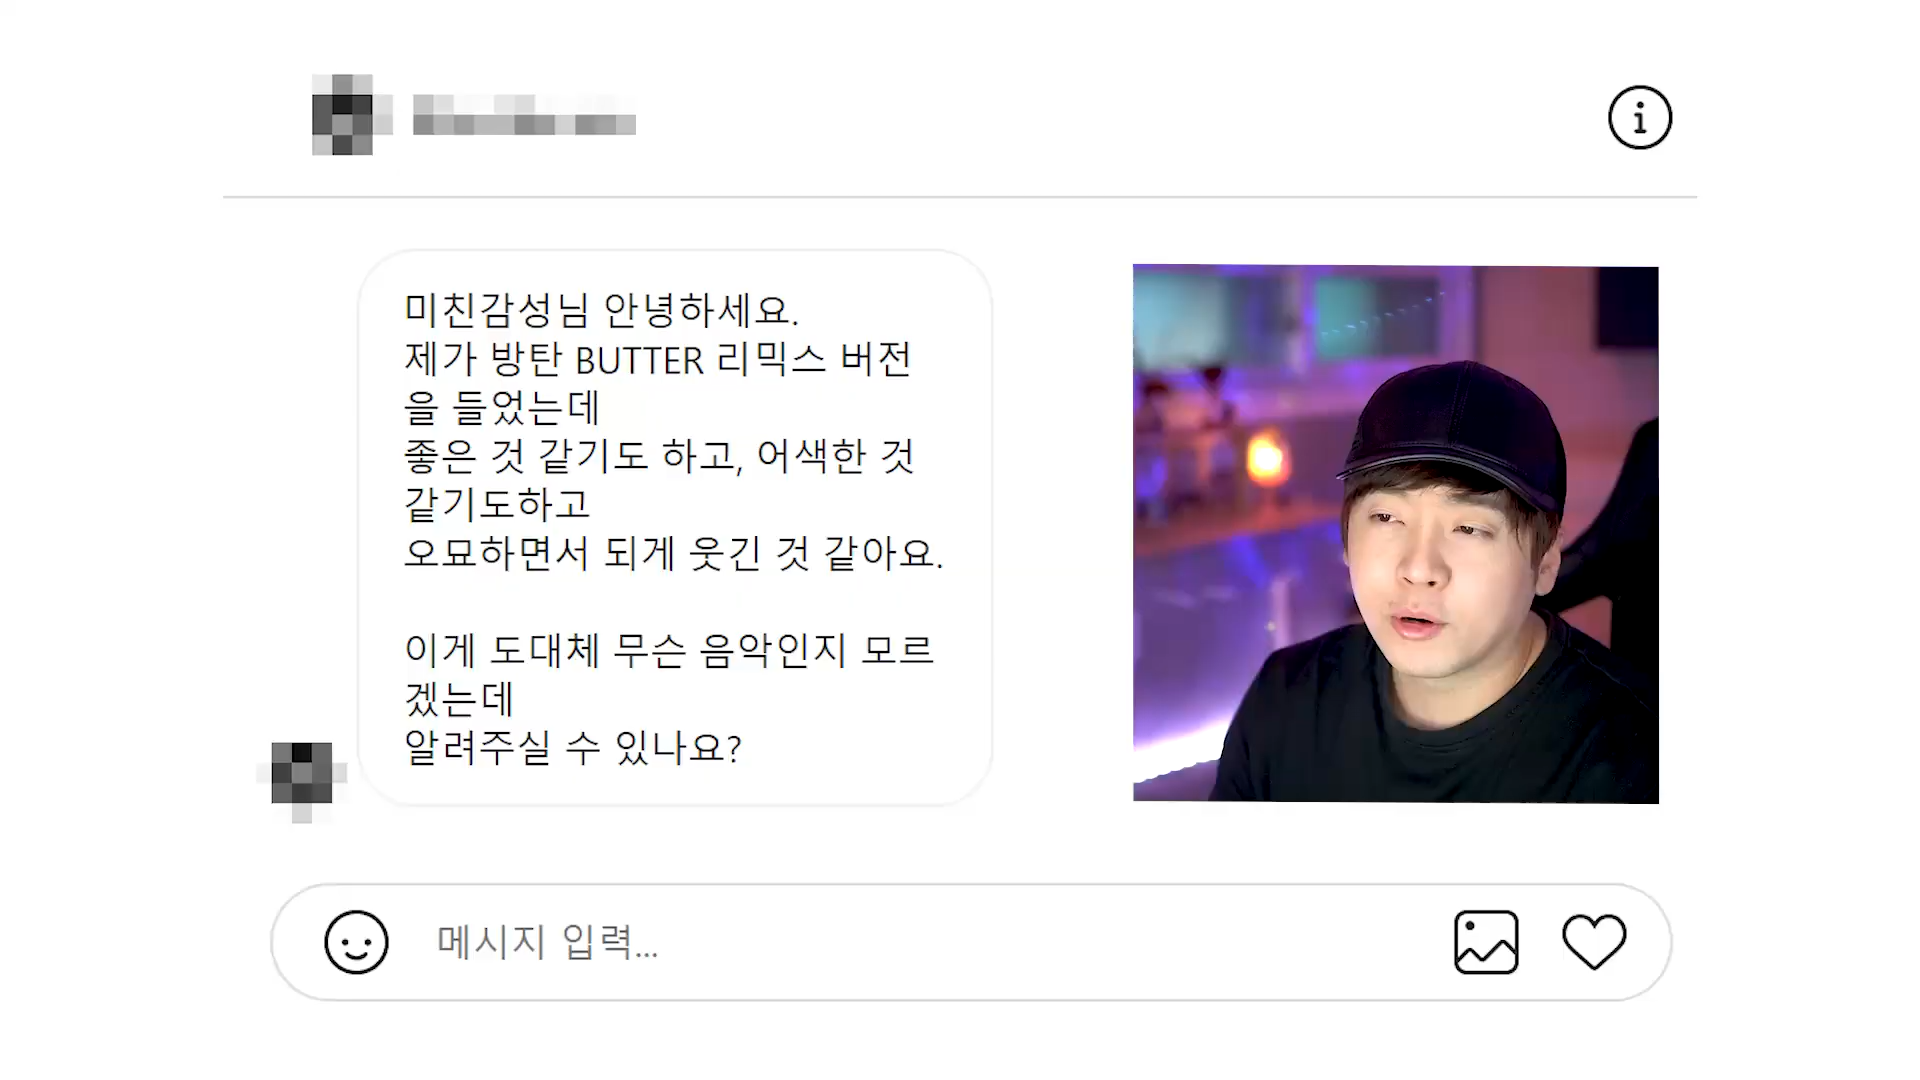 미친감성님 안녕하세요.
제가 방탄 BUTTER 리믹스 버전
을 들었는데
좋은 것 같기도 하고, 어색한 것
같기도하고
오묘하면서 되게 웃긴 것 같아요.
이게 도대체 무슨 음악인지 모르
겠는데
알려주실 수 있나요?
메시지 입력...